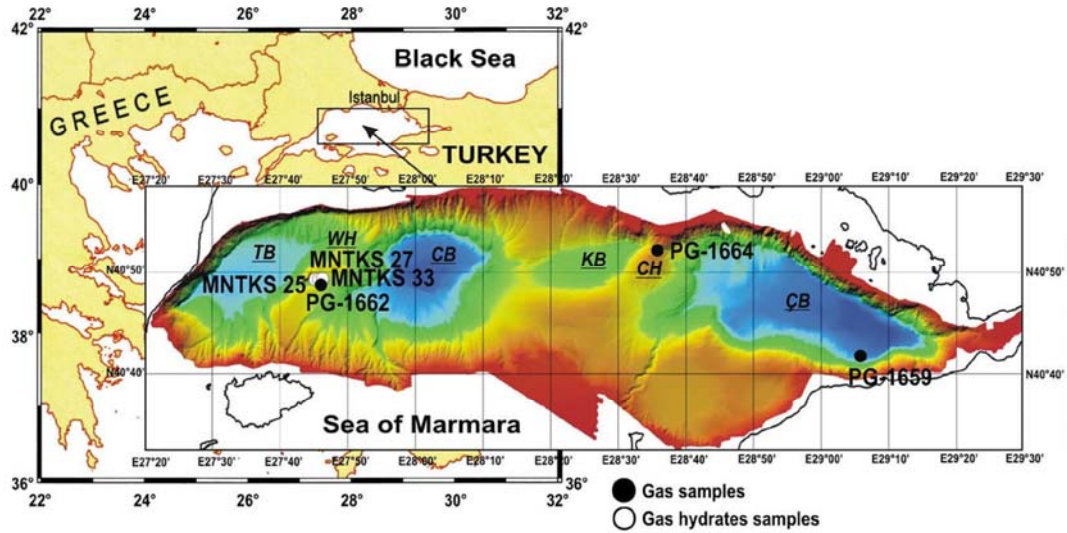 22° 24° 26° 28° 30° 32°
42° 42°
Black Sea
Istanbul
GREECE
TURKEY
40° 40°
E27°20' E27°30' E27°40' E27°50' E28°00' E28°10' E28°20' E28°30' E28°40' E28°50' E29°00' E29°10' E29°20' E29°30'
WH
TB CB KB CH PG-1664
MNTKS 27
N40°50' N40°50'
MNTKS 25 MNTKS 33
PG-1662
ÇB
38°
N40°40' N40°40'
PG-1659
Sea of Marmara
E27°20' E27°30' E27°40' E27°50' E28°00' E28°10' E28°20' E28°30' E28°40' E28°50' E29°00' E29°10' E29°20' E29°30'
36° 36°
22° 24° 26° 28° 30° 32°
Gas samples
Gas hydrates samples